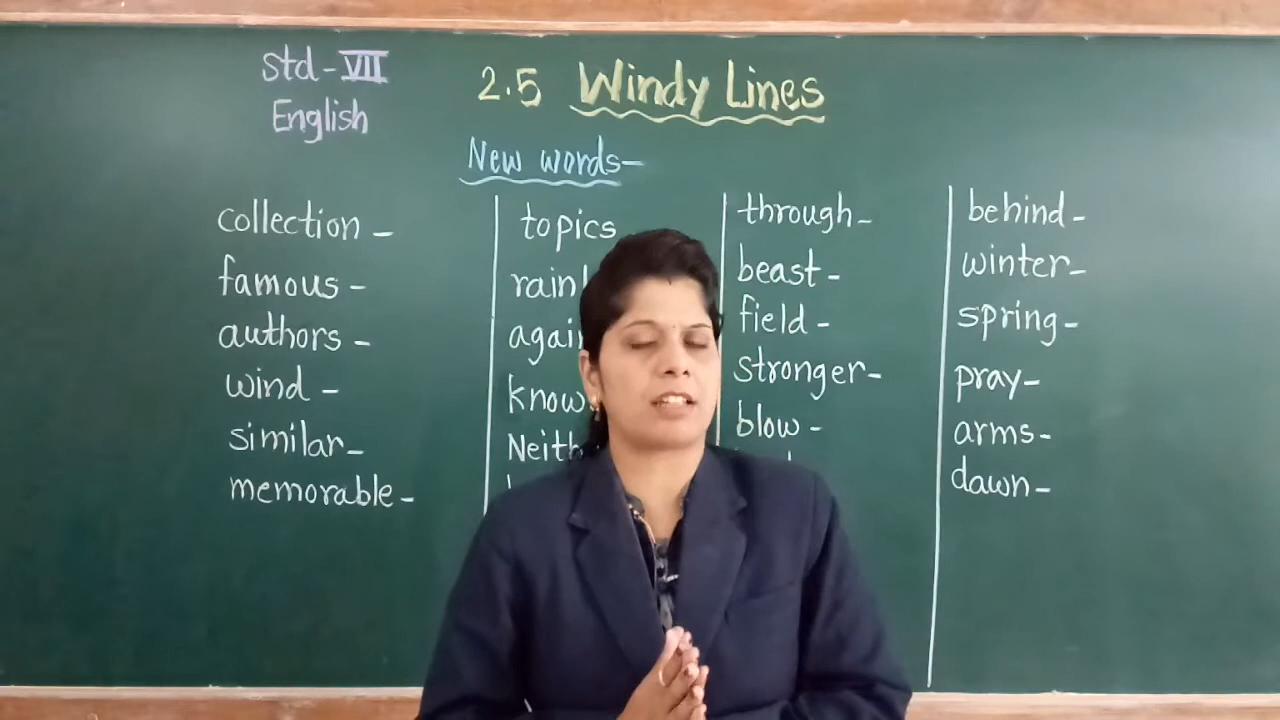 std-VII
English
2.5 Windy Lines
New words-
collection -
famous -
authors -
wind -
similar -
memorable -
topics
through -
beast -
field -
stronger -
blow -
behind -
winter -
spring -
pray -
arms -
dawn -